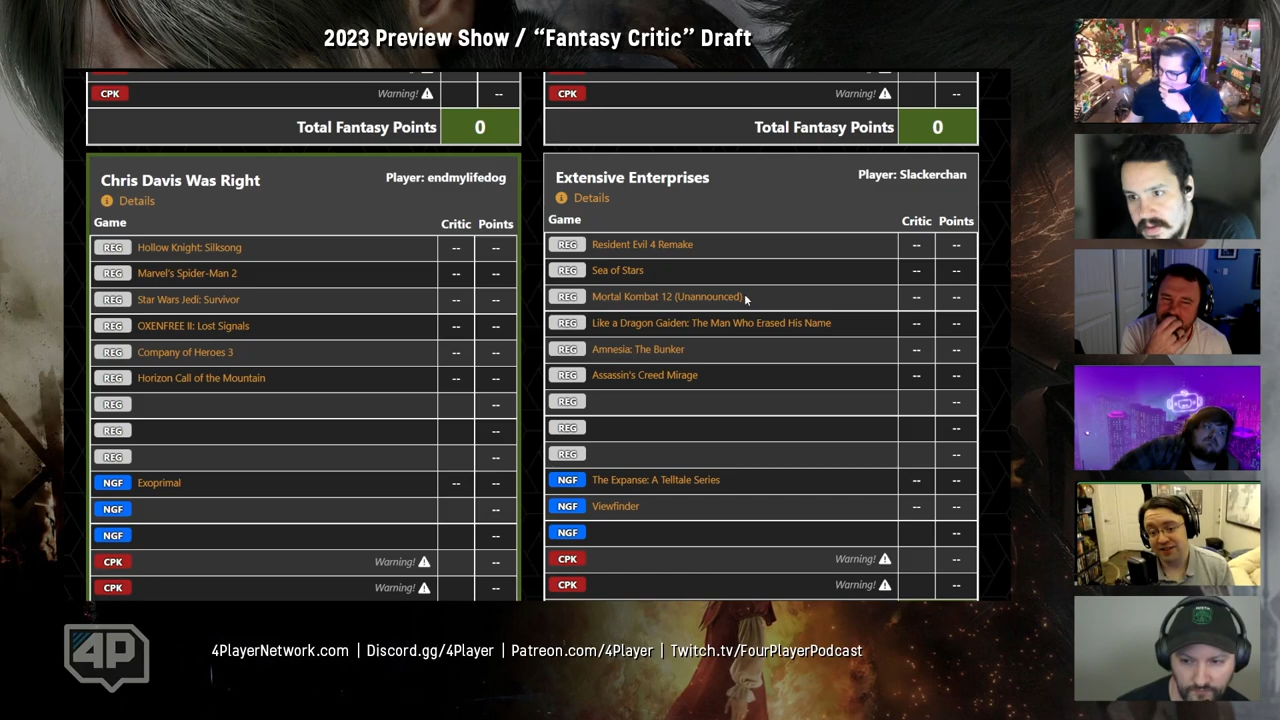 2023 Preview Show / “Fantasy Critic” Draft
CPK Warning! --
Total Fantasy Points 0
CPK Warning! --
Total Fantasy Points 0
Chris Davis Was Right Player: endmylifedog
Details
Game Critic Points
REG Hollow Knight: Silksong -- --
REG Marvel's Spider-Man 2 -- --
REG Star Wars Jedi: Survivor -- --
REG OXENFREE II: Lost Signals -- --
REG Company of Heroes 3 -- --
REG Horizon Call of the Mountain -- --
REG --
REG --
REG --
NGF Exoprimal -- --
NGF --
NGF --
CPK Warning! --
CPK Warning! --
Extensive Enterprises Player: Slackerchan
Details
Game Critic Points
REG Resident Evil 4 Remake -- --
REG Sea of Stars -- --
REG Mortal Kombat 12 (Unannounced) -- --
REG Like a Dragon Gaiden: The Man Who Erased His Name -- --
REG Amnesia: The Bunker -- --
REG Assassin's Creed Mirage -- --
REG --
REG --
REG --
NGF The Expanse: A Telltale Series -- --
NGF Viewfinder -- --
NGF --
CPK Warning! --
CPK Warning! --
4P
4PlayerNetwork.com | Discord.gg/4Player | Patreon.com/4Player | Twitch.tv/FourPlayerPodcast